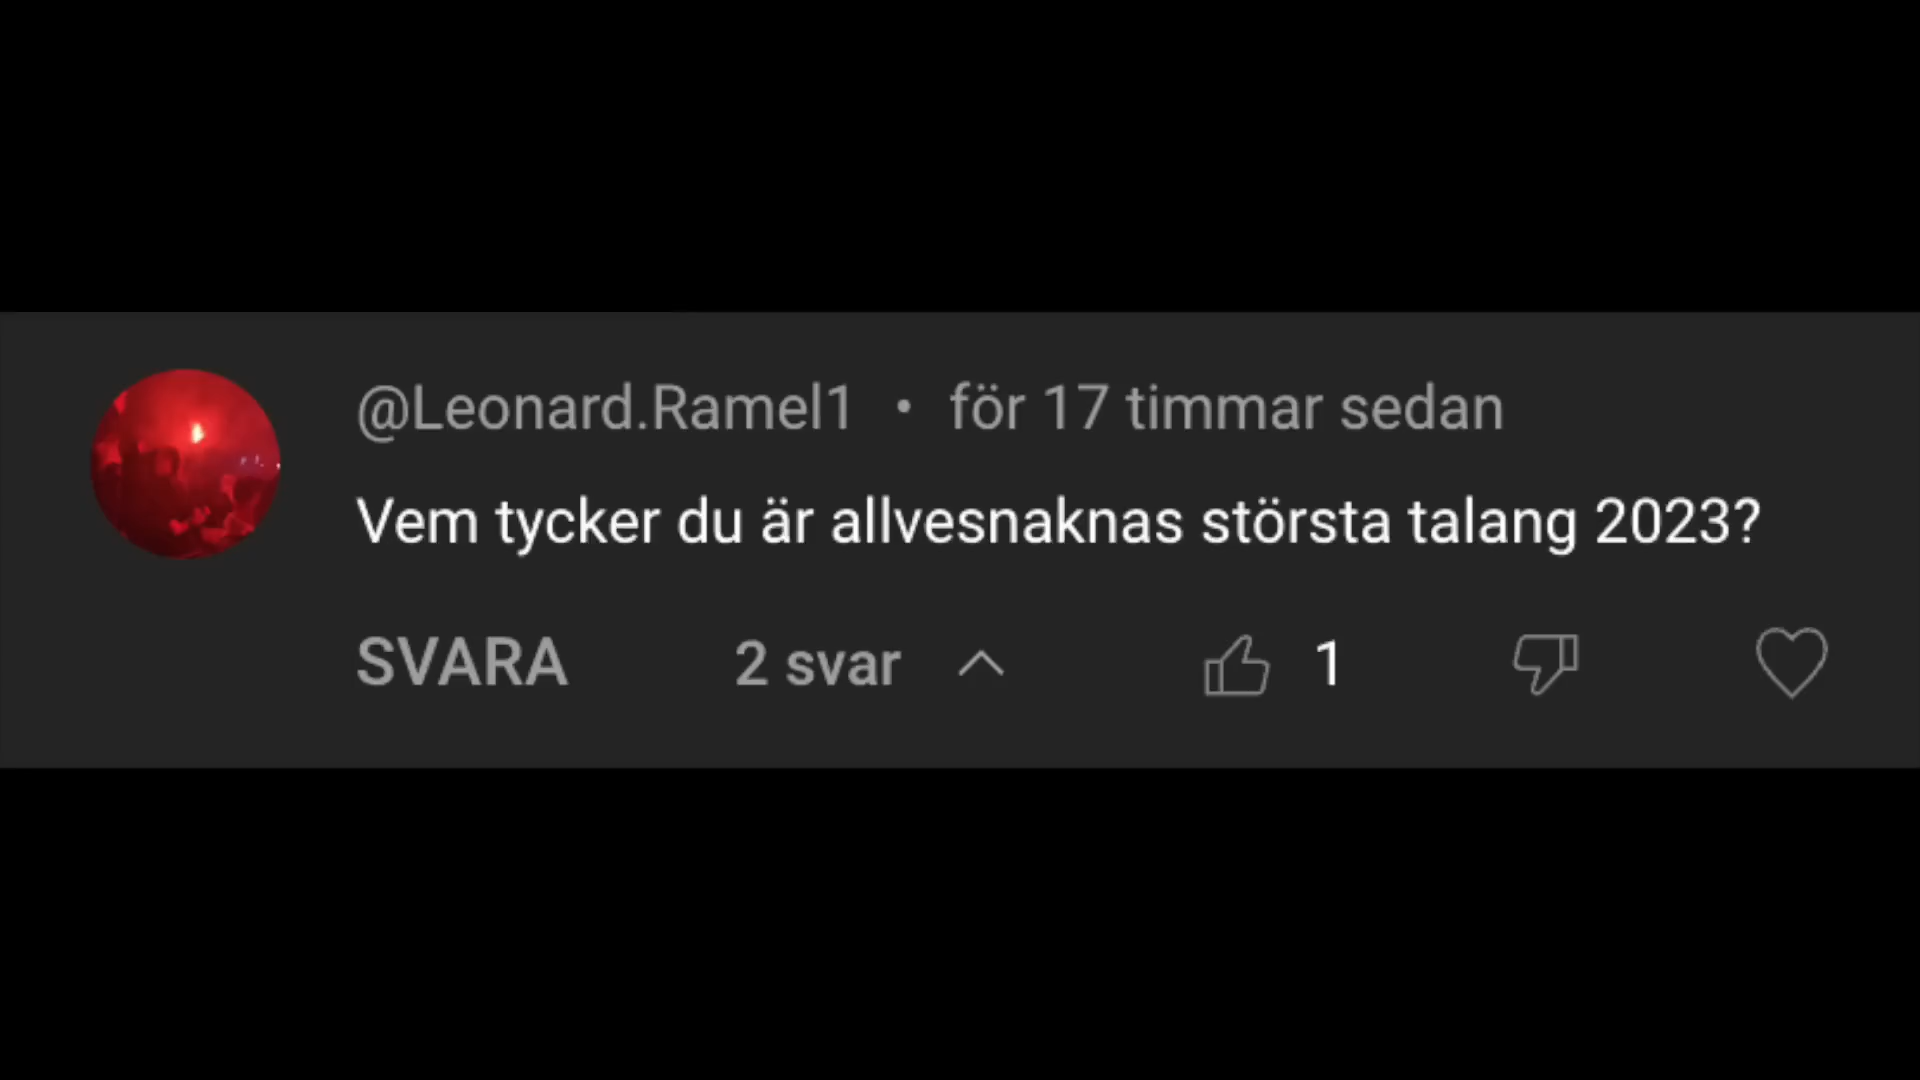 @Leonard.Ramel1 • för 17 timmar sedan
Vem tycker du är allvesnaknas största talang 2023?
SVARA 2 svar 1